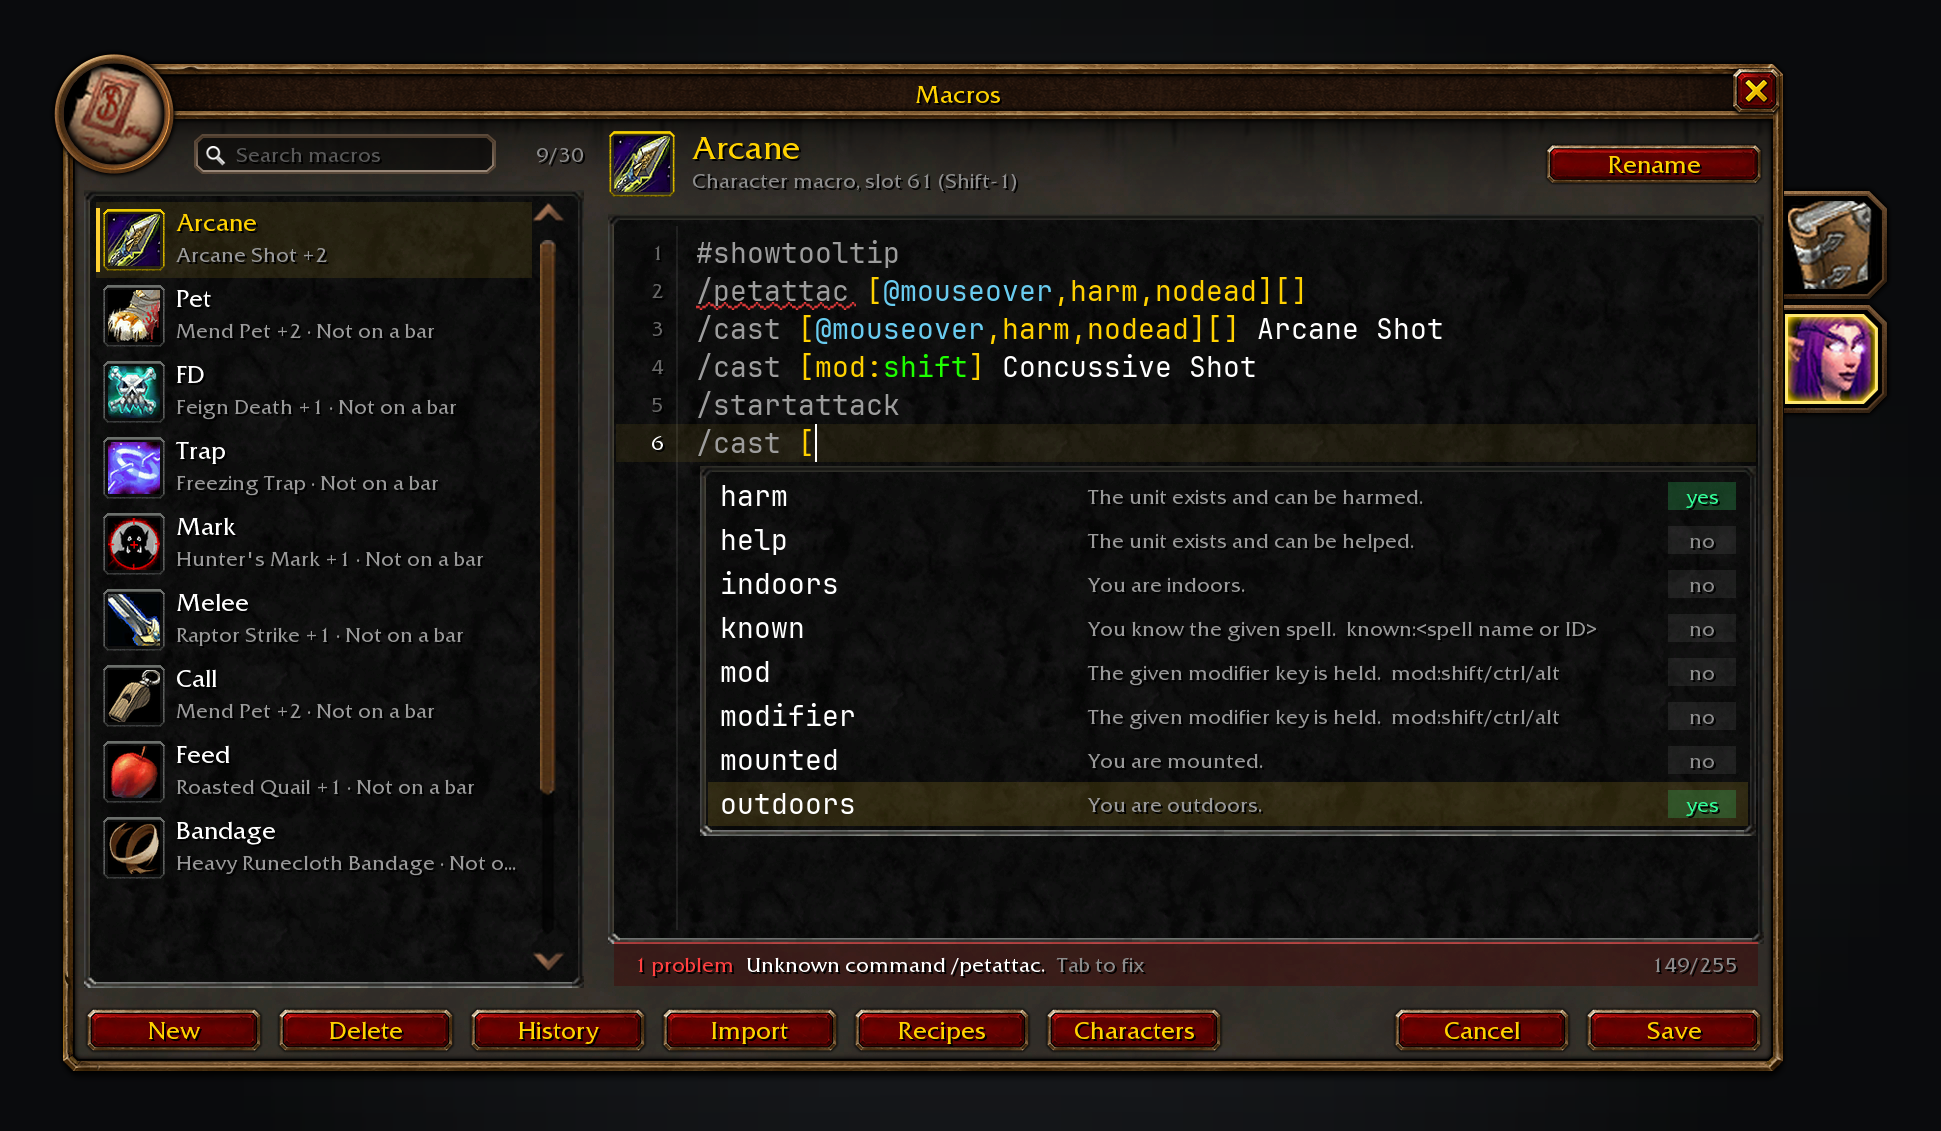 Macros
Search macros
9/30
Arcane
Character macro, slot 61 (Shift-1)
Rename
Arcane
Arcane Shot +2
Pet
Mend Pet +2 · Not on a bar
FD
Feign Death +1 · Not on a bar
Trap
Freezing Trap · Not on a bar
Mark
Hunter's Mark +1 · Not on a bar
Melee
Raptor Strike +1 · Not on a bar
Call
Mend Pet +2 · Not on a bar
Feed
Roasted Quail +1 · Not on a bar
Bandage
Heavy Runecloth Bandage · Not o...
1 #showtooltip
2 /petattac [@mouseover,harm,nodead][]
3 /cast [@mouseover,harm,nodead][] Arcane Shot
4 /cast [mod:shift] Concussive Shot
5 /startattack
6 /cast [
harm The unit exists and can be harmed. yes
help The unit exists and can be helped. no
indoors You are indoors. no
known You know the given spell. known:<spell name or ID> no
mod The given modifier key is held. mod:shift/ctrl/alt no
modifier The given modifier key is held. mod:shift/ctrl/alt no
mounted You are mounted. no
outdoors You are outdoors. yes
1 problem Unknown command /petattac. Tab to fix 149/255
New Delete History Import Recipes Characters Cancel Save